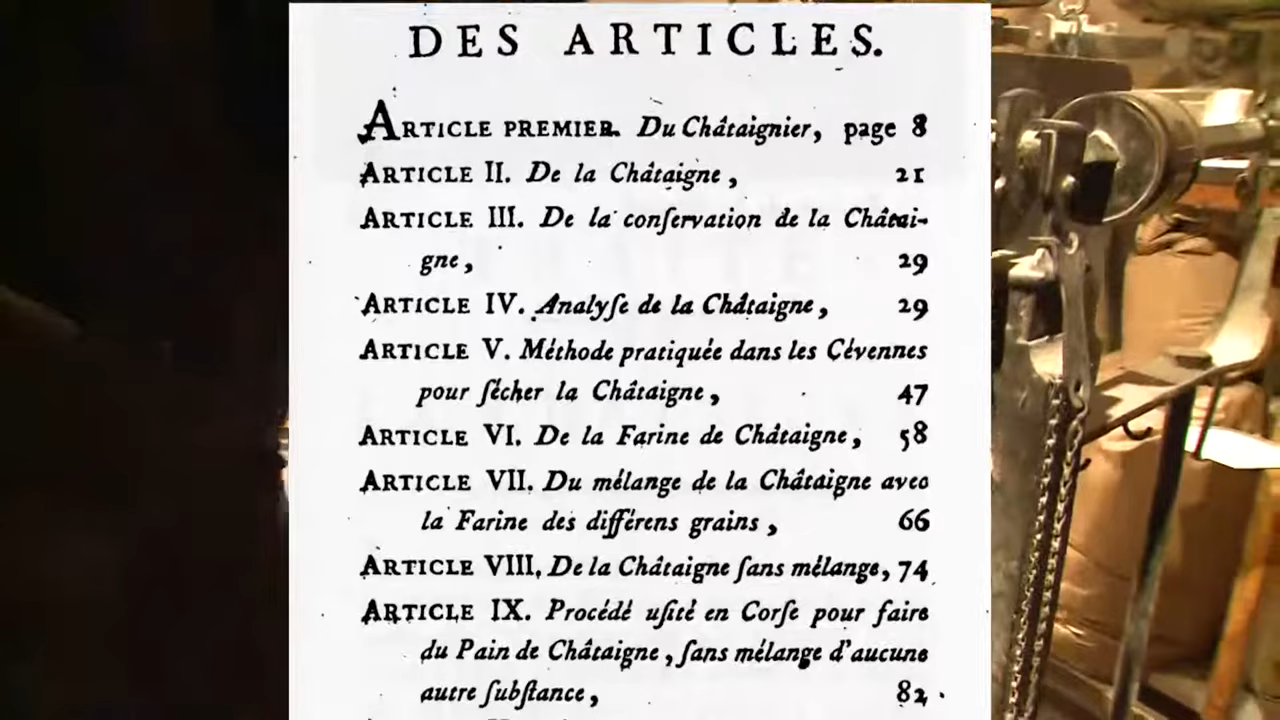 DES ARTICLES.
ARTICLE PREMIER. Du Châtaignier, page 8
ARTICLE II. De la Châtaigne, 21
ARTICLE III. De la conſervation de la Châtai-
gne, 29
ARTICLE IV. Analyſe de la Châtaigne, 29
ARTICLE V. Méthode pratiquée dans les Cévennes
pour ſécher la Châtaigne, 47
ARTICLE VI. De la Farine de Châtaigne, 58
ARTICLE VII. Du mélange de la Châtaigne avec
la Farine des différens grains, 66
ARTICLE VIII. De la Châtaigne ſans mélange, 74
ARTICLE IX. Procédé uſité en Corſe pour faire
du Pain de Châtaigne, ſans mélange d'aucune
autre ſubſtance, 82